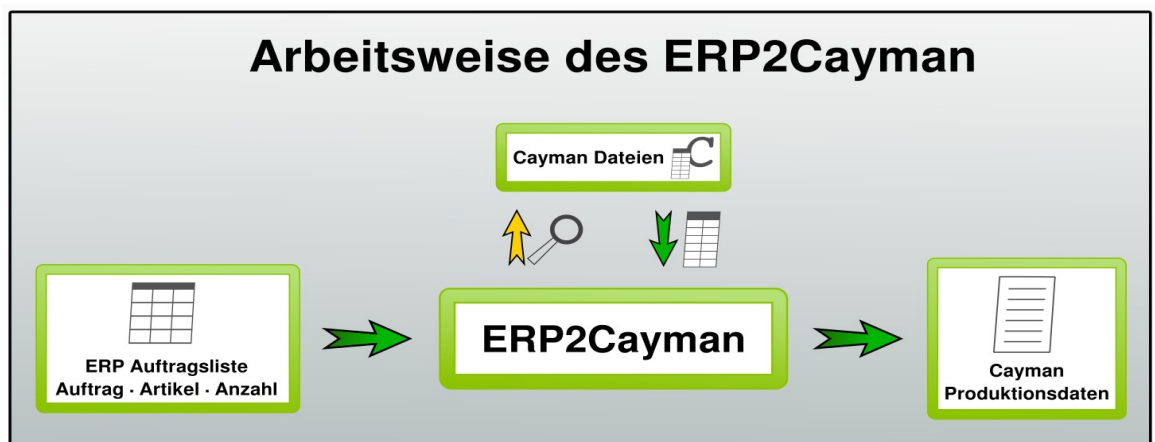 Arbeitsweise des ERP2Cayman
Cayman Dateien C
ERP Auftragsliste
Auftrag · Artikel · Anzahl
ERP2Cayman
Cayman
Produktionsdaten